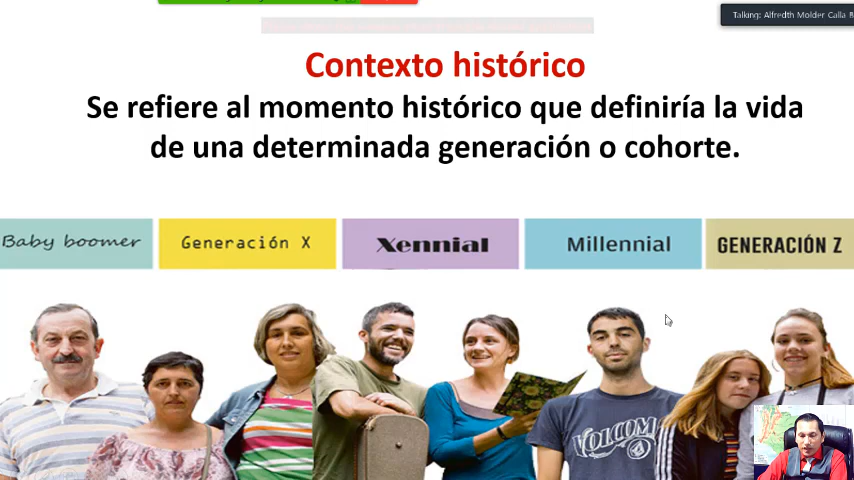 Talking: Alfredth Molder Calla R
Contexto histórico
Se refiere al momento histórico que definiría la vida
de una determinada generación o cohorte.
Baby boomer
Generación X
Xennial
Millennial
GENERACIÓN Z
VOLCOM